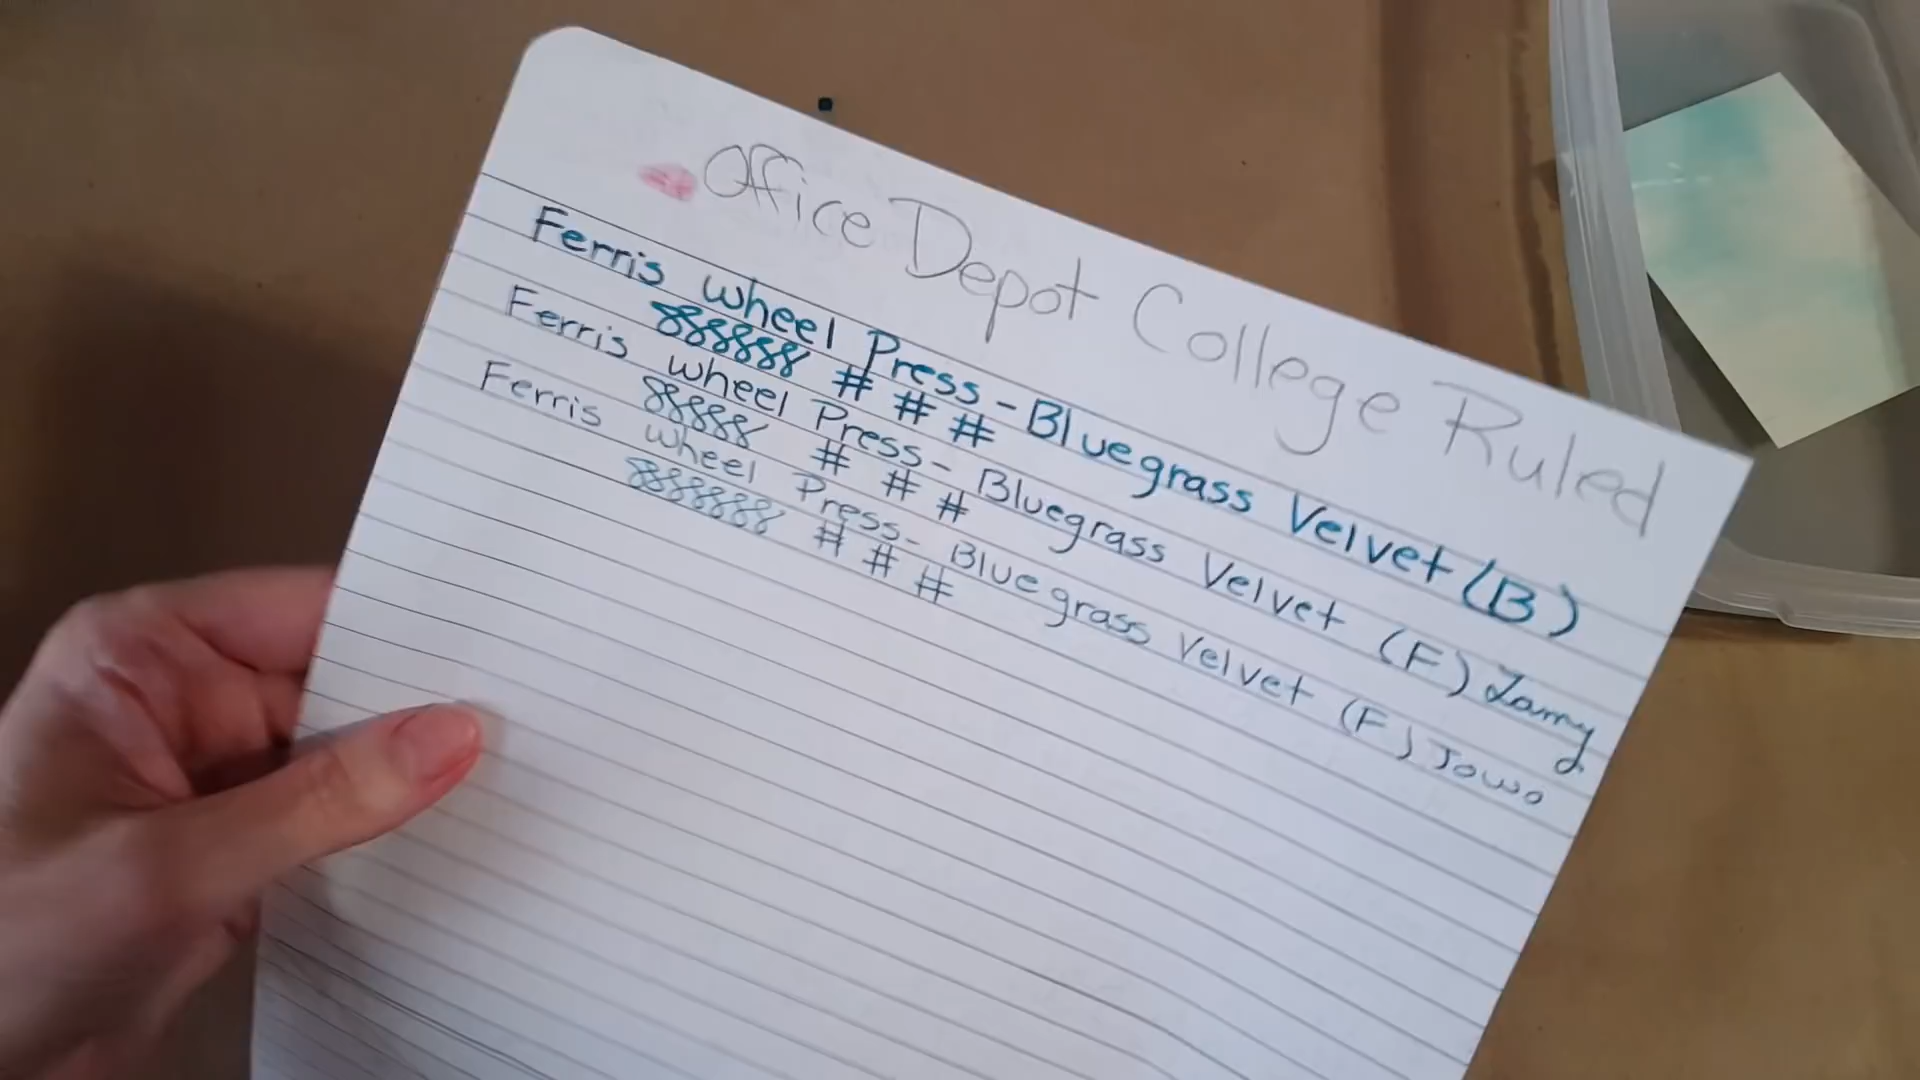 Office Depot College Ruled
Ferris wheel Press - Bluegrass Velvet (B)
888888 # # #
Ferris wheel Press - Bluegrass Velvet (F) Lamy
88888 # # #
Ferris wheel Press - Bluegrass Velvet (F) Jowo
8888888 # # #